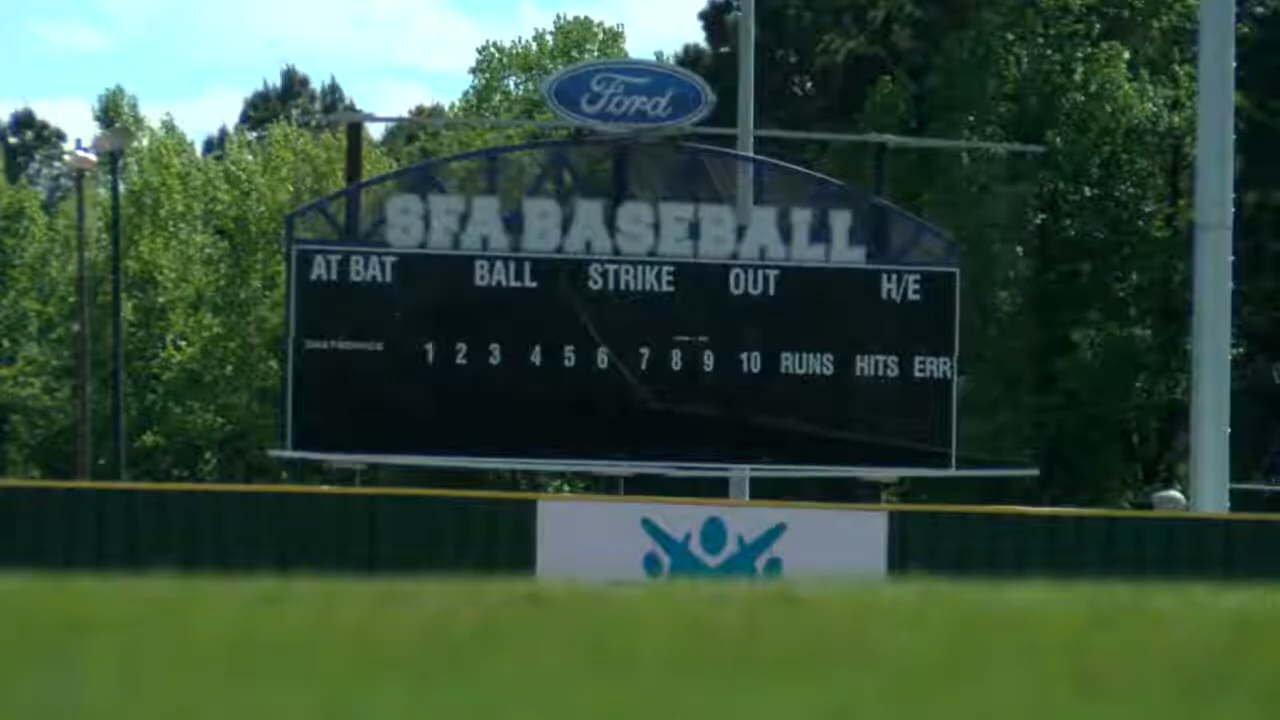 Ford
SFA BASEBALL
AT BAT BALL STRIKE OUT H/E
1 2 3 4 5 6 7 8 9 10 RUNS HITS ERR